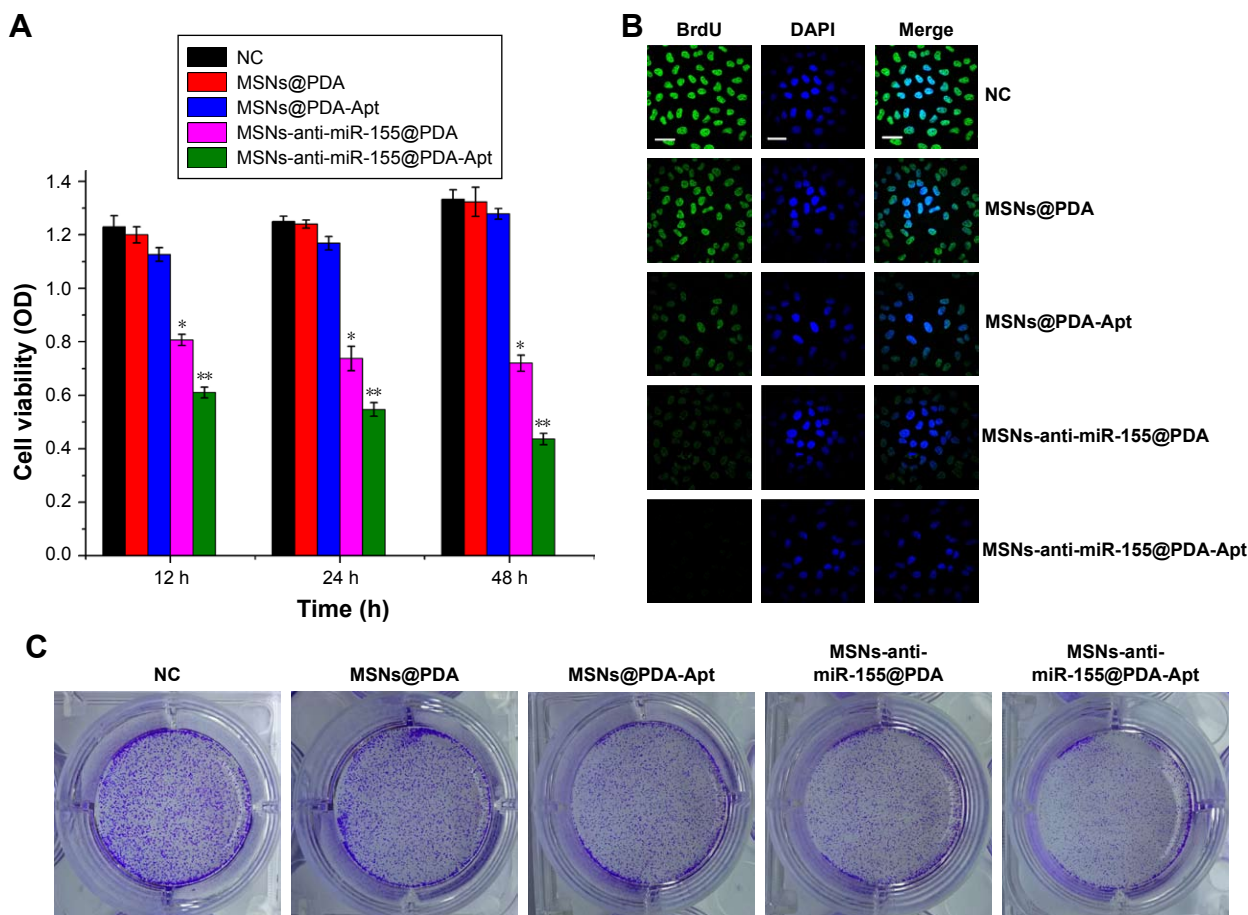 A
NC
MSNs@PDA
MSNs@PDA-Apt
MSNs-anti-miR-155@PDA
MSNs-anti-miR-155@PDA-Apt
Cell viability (OD)
1.4
1.2
1.0
0.8
0.6
0.4
0.2
0.0
*
**
*
**
*
**
12 h
24 h
48 h
Time (h)
B
BrdU DAPI Merge
NC
MSNs@PDA
MSNs@PDA-Apt
MSNs-anti-miR-155@PDA
MSNs-anti-miR-155@PDA-Apt
C
NC
MSNs@PDA
MSNs@PDA-Apt
MSNs-anti-
miR-155@PDA
MSNs-anti-
miR-155@PDA-Apt